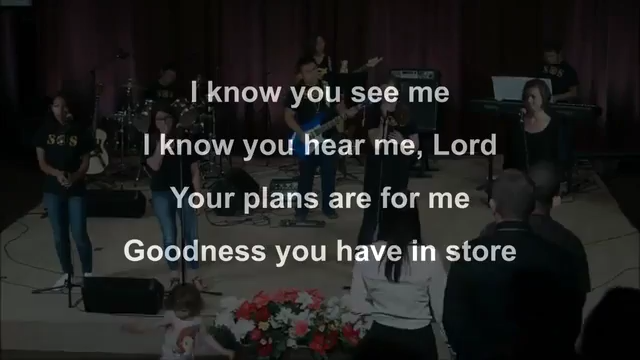 I know you see me
I know you hear me, Lord
Your plans are for me
Goodness you have in store
SOS